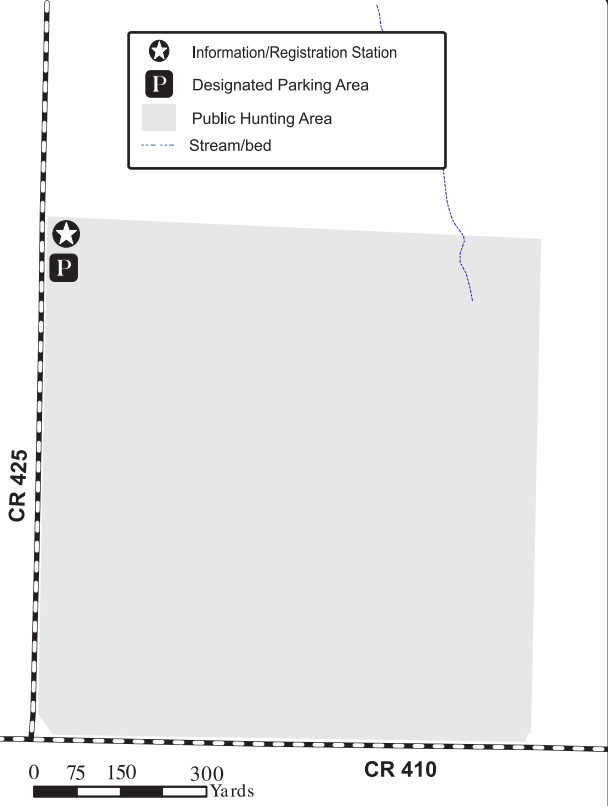 Information/Registration Station
P Designated Parking Area
Public Hunting Area
Stream/bed
P
CR 425
CR 410
0 75 150 300
Yards